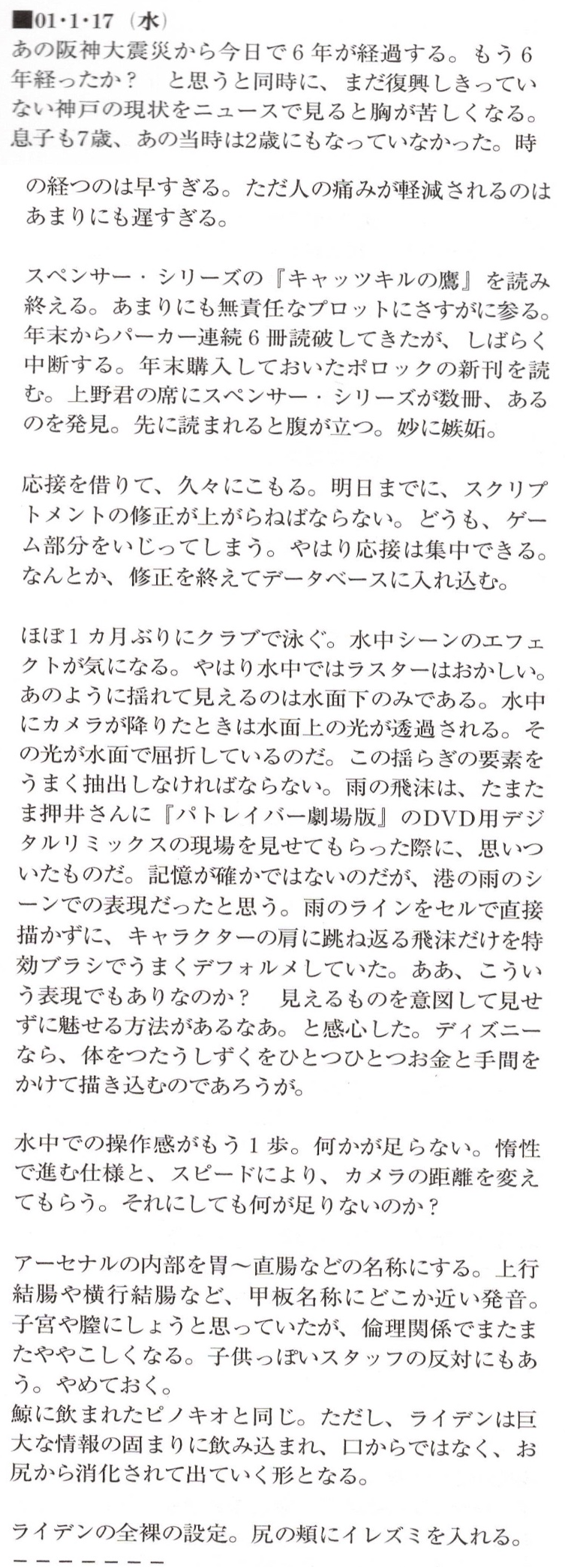 ■01・1・17（水）
あの阪神大震災から今日で６年が経過する。もう６
年経ったか？　と思うと同時に、まだ復興しきってい
ない神戸の現状をニュースで見ると胸が苦しくなる。
息子も7歳、あの当時は2歳にもなっていなかった。時
の経つのは早すぎる。ただ人の痛みが軽減されるのは
あまりにも遅すぎる。
スペンサー・シリーズの『キャッツキルの鷹』を読み
終える。あまりにも無責任なプロットにさすがに参る。
年末からパーカー連続６冊読破してきたが、しばらく
中断する。年末購入しておいたポロックの新刊を読
む。上野君の席にスペンサー・シリーズが数冊、ある
のを発見。先に読まれると腹が立つ。妙に嫉妬。
応接を借りて、久々にこもる。明日までに、スクリプ
トメントの修正が上がらねばならない。どうも、ゲー
ム部分をいじってしまう。やはり応接は集中できる。
なんとか、修正を終えてデータベースに入れ込む。
ほぼ１カ月ぶりにクラブで泳ぐ。水中シーンのエフェ
クトが気になる。やはり水中ではラスターはおかしい。
あのように揺れて見えるのは水面下のみである。水中
にカメラが降りたときは水面上の光が透過される。そ
の光が水面で屈折しているのだ。この揺らぎの要素を
うまく抽出しなければならない。雨の飛沫は、たまた
ま押井さんに『パトレイバー劇場版』のDVD用デジ
タルリミックスの現場を見せてもらった際に、思いつ
いたものだ。記憶が確かではないのだが、港の雨のシ
ーンでの表現だったと思う。雨のラインをセルで直接
描かずに、キャラクターの肩に跳ね返る飛沫だけを特
効ブラシでうまくデフォルメしていた。ああ、こうい
う表現でもありなのか？　見えるものを意図して見せ
ずに魅せる方法があるなあ。と感心した。ディズニー
なら、体をつたうしずくをひとつひとつお金と手間を
かけて描き込むのであろうが。
水中での操作感がもう１歩。何かが足らない。惰性
で進む仕様と、スピードにより、カメラの距離を変え
てもらう。それにしても何が足りないのか？
アーセナルの内部を胃〜直腸などの名称にする。上行
結腸や横行結腸など、甲板名称にどこか近い発音。
子宮や膣にしょうと思っていたが、倫理関係でまたま
たややこしくなる。子供っぽいスタッフの反対にもあ
う。やめておく。
鯨に飲まれたピノキオと同じ。ただし、ライデンは巨
大な情報の固まりに飲み込まれ、口からではなく、お
尻から消化されて出ていく形となる。
ライデンの全裸の設定。尻の頬にイレズミを入れる。
－－－－－－－